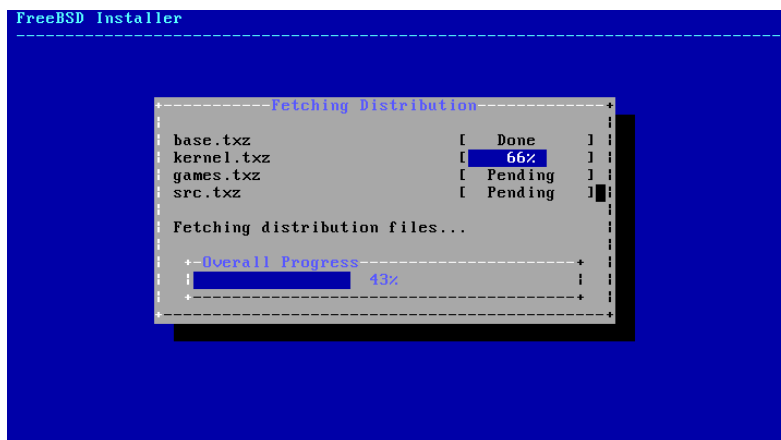 FreeBSD Installer
Fetching Distribution
base.txz [ Done ]
kernel.txz [ 66% ]
games.txz [ Pending ]
src.txz [ Pending ]
Fetching distribution files...
Overall Progress
43%